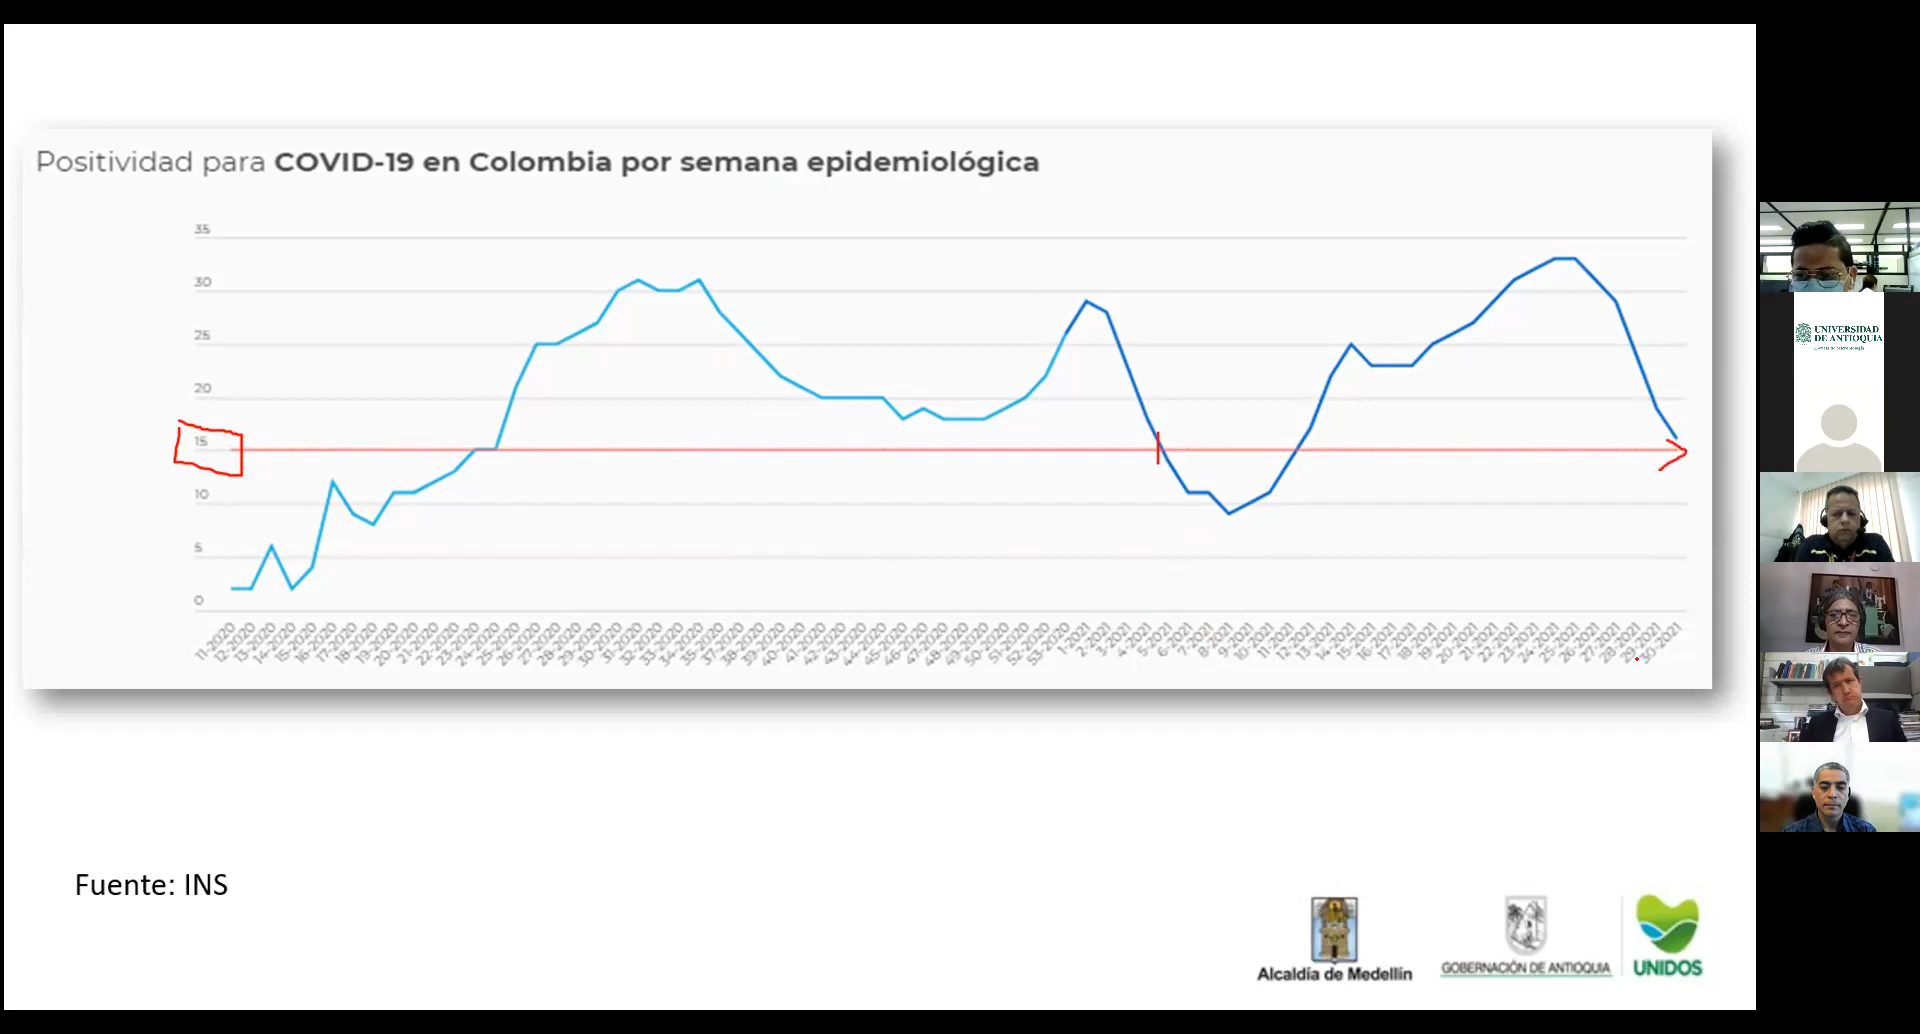 Positividad para COVID-19 en Colombia por semana epidemiológica
35
30
25
20
15
10
5
0
11-2020 12-2020 13-2020 14-2020 15-2020 16-2020 17-2020 18-2020 19-2020 20-2020 21-2020 22-2020 23-2020 24-2020 25-2020 26-2020 27-2020 28-2020 29-2020 30-2020 31-2020 32-2020 33-2020 34-2020 35-2020 37-2020 38-2020 39-2020 40-2020 41-2020 42-2020 43-2020 44-2020 45-2020 46-2020 47-2020 48-2020 49-2020 50-2020 51-2020 52-2020 53-2020 1-2021 2-2021 3-2021 4-2021 5-2021 6-2021 7-2021 8-2021 9-2021 10-2021 11-2021 12-2021 13-2021 14-2021 15-2021 16-2021 17-2021 18-2021 19-2021 20-2021 21-2021 22-2021 23-2021 24-2021 25-2021 26-2021 27-2021 28-2021 29-2021 30-2021
Fuente: INS
Alcaldía de Medellín
GOBERNACIÓN DE ANTIOQUIA
UNIDOS
UNIVERSIDAD
DE ANTIOQUIA